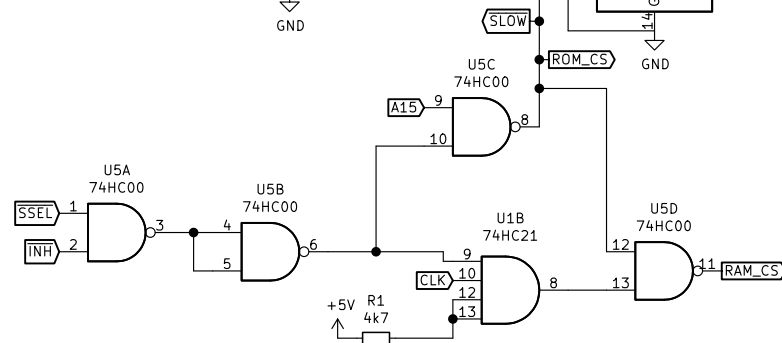 SLOW
14
GND
ROM_CS
GND
U5C
74HC00
A15
9
8
10
U5A
74HC00
U5B
74HC00
SSEL
1
3
4
U1B
74HC21
U5D
74HC00
INH
2
5
6
9
12
CLK
10
11
RAM_CS
12
8
13
+5V
R1
4k7
13